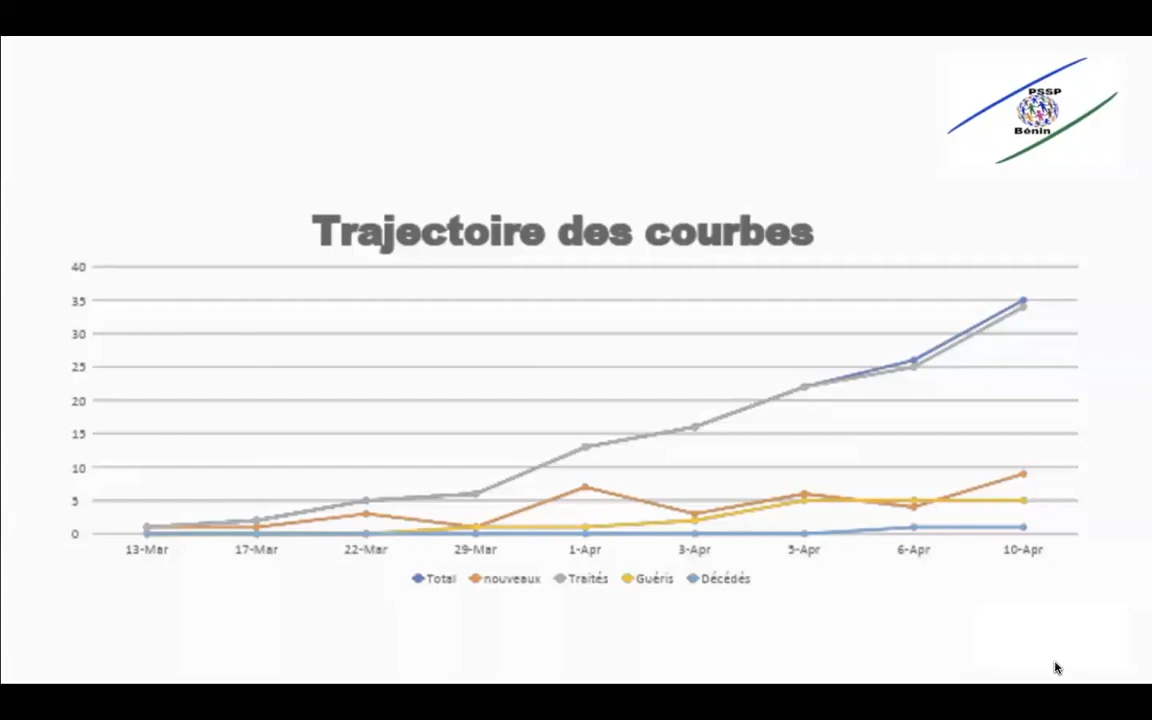 PSSP
Bénin
Trajectoire des courbes
40
35
30
25
20
15
10
5
0
13-Mar 17-Mar 22-Mar 29-Mar 1-Apr 3-Apr 5-Apr 6-Apr 10-Apr
Total nouveaux Traités Guéris Décédés